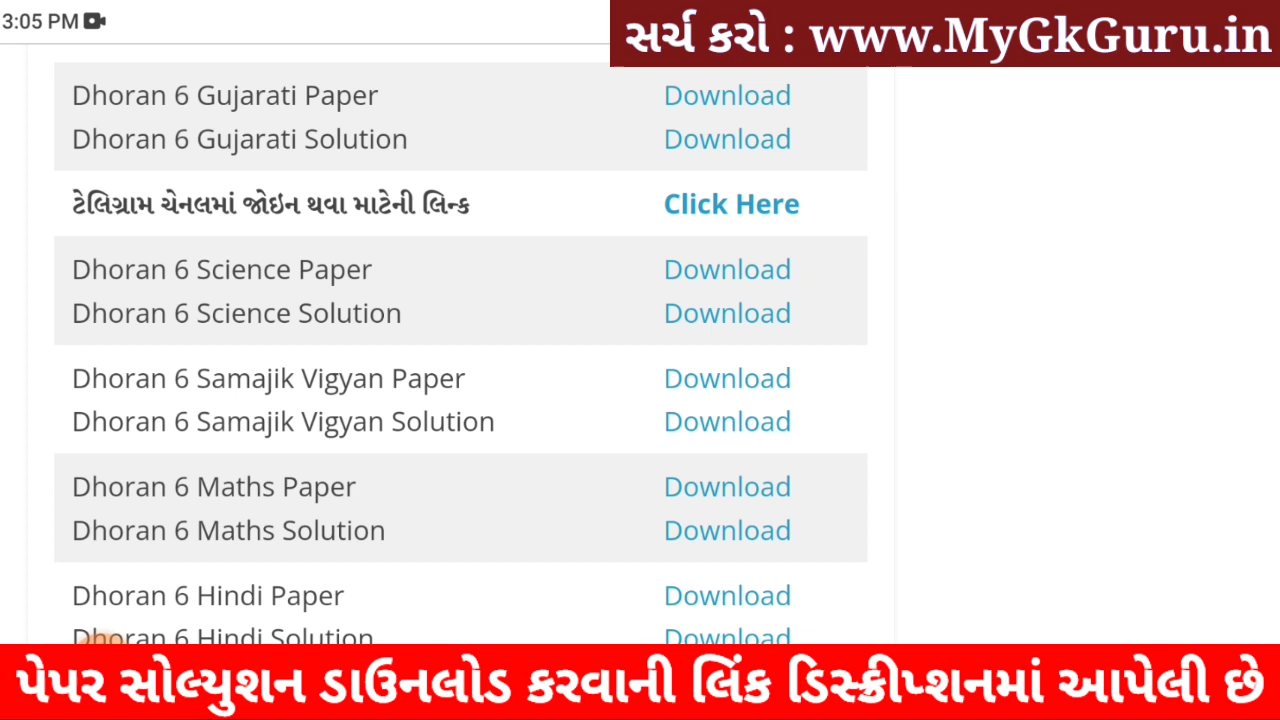 3:05 PM
સર્ચ કરો : www.MyGkGuru.in
Dhoran 6 Gujarati Paper Download
Dhoran 6 Gujarati Solution Download
ટેલિગ્રામ ચેનલમાં જોઇન થવા માટેની લિન્ક Click Here
Dhoran 6 Science Paper Download
Dhoran 6 Science Solution Download
Dhoran 6 Samajik Vigyan Paper Download
Dhoran 6 Samajik Vigyan Solution Download
Dhoran 6 Maths Paper Download
Dhoran 6 Maths Solution Download
Dhoran 6 Hindi Paper Download
Dhoran 6 Hindi Solution Download
પેપર સોલ્યુશન ડાઉનલોડ કરવાની લિંક ડિસ્ક્રીપ્શનમાં આપેલી છે